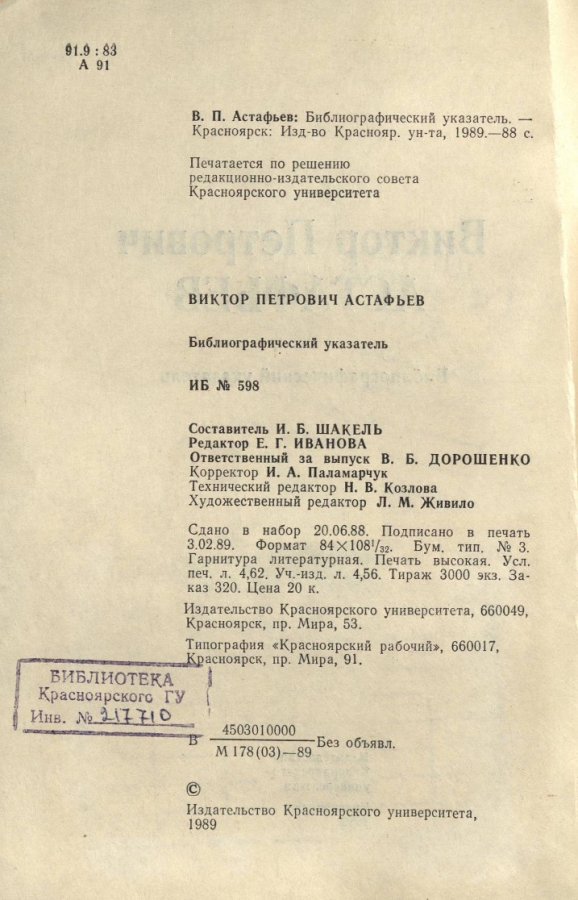 91.9 : 83
А 91
В. П. Астафьев: Библиографический указатель. —
Красноярск: Изд-во Краснояр. ун-та, 1989.—88 с.
Печатается по решению
редакционно-издательского совета
Красноярского университета
ВИКТОР ПЕТРОВИЧ АСТАФЬЕВ
Библиографический указатель
ИБ № 598
Составитель И. Б. ШАКЕЛЬ
Редактор Е. Г. ИВАНОВА
Ответственный за выпуск В. Б. ДОРОШЕНКО
Корректор И. А. Паламарчук
Технический редактор Н. В. Козлова
Художественный редактор Л. М. Живило
Сдано в набор 20.06.88. Подписано в печать
3.02.89. Формат 84×108¹/₃₂. Бум. тип. № 3.
Гарнитура литературная. Печать высокая. Усл.
печ. л. 4,62. Уч.-изд. л. 4,56. Тираж 3000 экз. За-
каз 320. Цена 20 к.
Издательство Красноярского университета, 660049,
Красноярск, пр. Мира, 53.
Типография «Красноярский рабочий», 660017,
Красноярск, пр. Мира, 91.
БИБЛИОТЕКА
Красноярского ГУ
Инв. № 217710
4503010000
В Без объявл.
М 178(03)—89
©
Издательство Красноярского университета,
1989